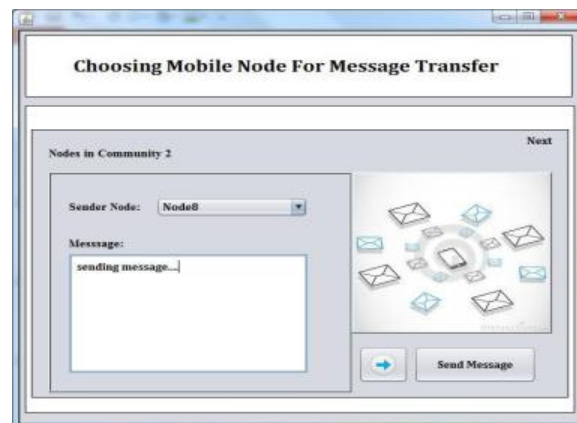 Choosing Mobile Node For Message Transfer
Next
Nodes in Community 2
Sender Node: Node8
Messsage:
sending message...
Send Message